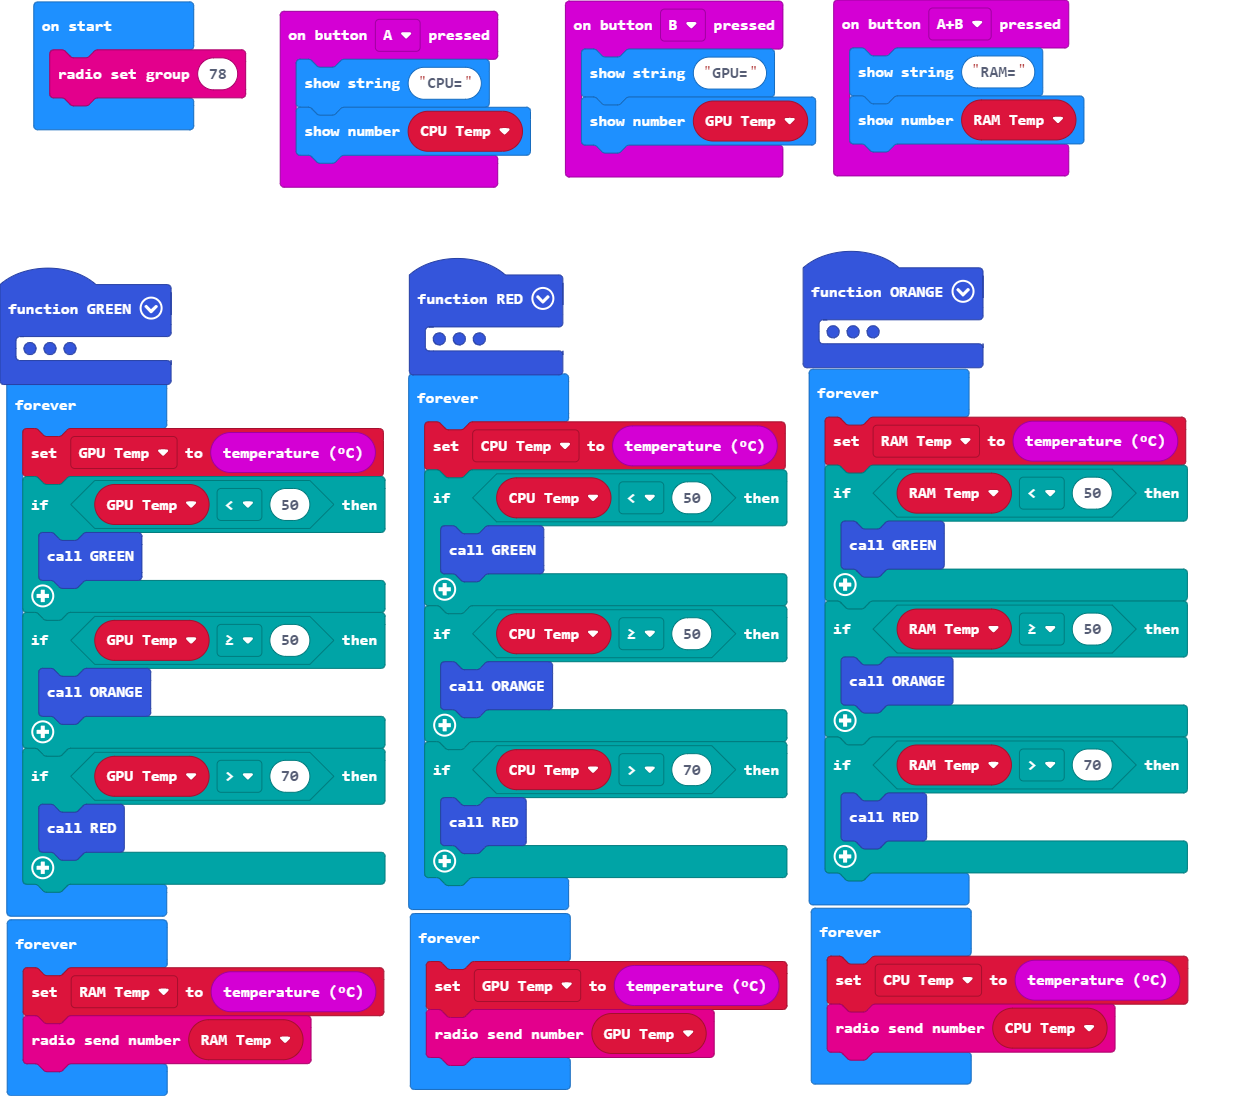 on start
radio set group 78
on button A pressed
show string "CPU="
show number CPU Temp
on button B pressed
show string "GPU="
show number GPU Temp
on button A+B pressed
show string "RAM="
show number RAM Temp
function GREEN
forever
set GPU Temp to temperature (ºC)
if GPU Temp < 50 then
call GREEN
if GPU Temp ≥ 50 then
call ORANGE
if GPU Temp > 70 then
call RED
forever
set RAM Temp to temperature (ºC)
radio send number RAM Temp
function RED
forever
set CPU Temp to temperature (ºC)
if CPU Temp < 50 then
call GREEN
if CPU Temp ≥ 50 then
call ORANGE
if CPU Temp > 70 then
call RED
forever
set GPU Temp to temperature (ºC)
radio send number GPU Temp
function ORANGE
forever
set RAM Temp to temperature (ºC)
if RAM Temp < 50 then
call GREEN
if RAM Temp ≥ 50 then
call ORANGE
if RAM Temp > 70 then
call RED
forever
set CPU Temp to temperature (ºC)
radio send number CPU Temp